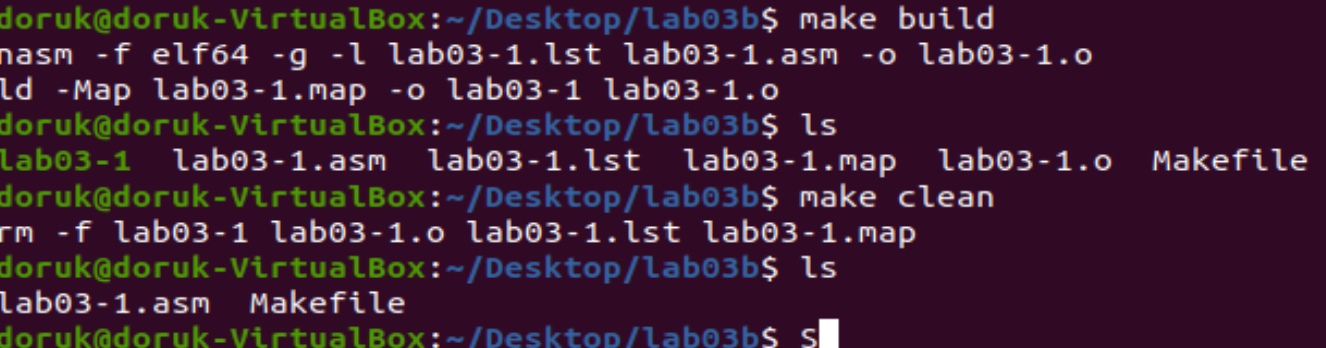 doruk@doruk-VirtualBox:~/Desktop/lab03b$ make build
nasm -f elf64 -g -l lab03-1.lst lab03-1.asm -o lab03-1.o
ld -Map lab03-1.map -o lab03-1 lab03-1.o
doruk@doruk-VirtualBox:~/Desktop/lab03b$ ls
lab03-1  lab03-1.asm  lab03-1.lst  lab03-1.map  lab03-1.o  Makefile
doruk@doruk-VirtualBox:~/Desktop/lab03b$ make clean
rm -f lab03-1 lab03-1.o lab03-1.lst lab03-1.map
doruk@doruk-VirtualBox:~/Desktop/lab03b$ ls
lab03-1.asm  Makefile
doruk@doruk-VirtualBox:~/Desktop/lab03b$ S